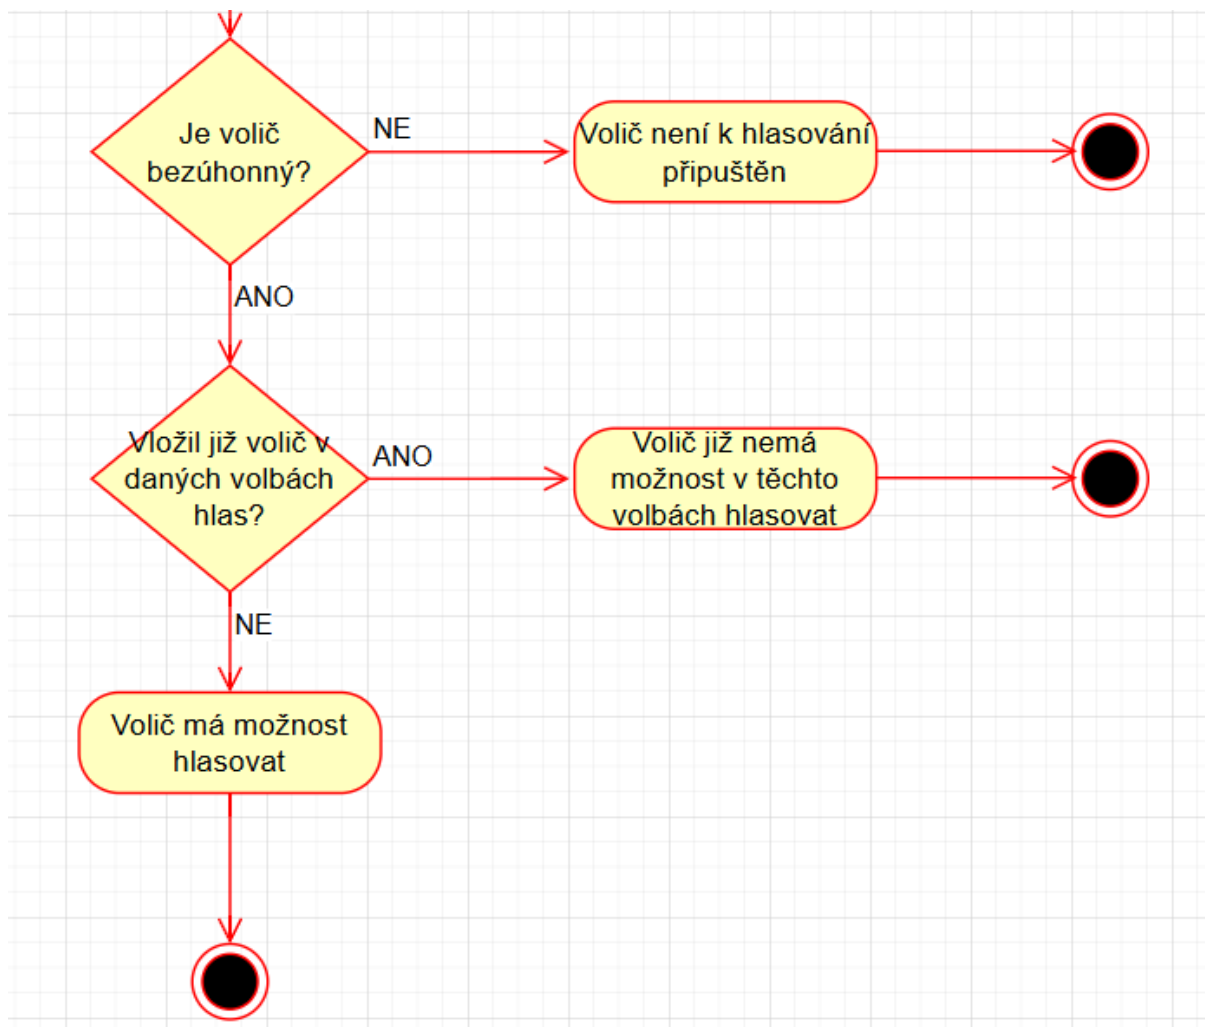 Je volič
bezúhonný?
NE
Volič není k hlasování
připuštěn
ANO
Vložil již volič v
daných volbách
hlas?
ANO
Volič již nemá
možnost v těchto
volbách hlasovat
NE
Volič má možnost
hlasovat